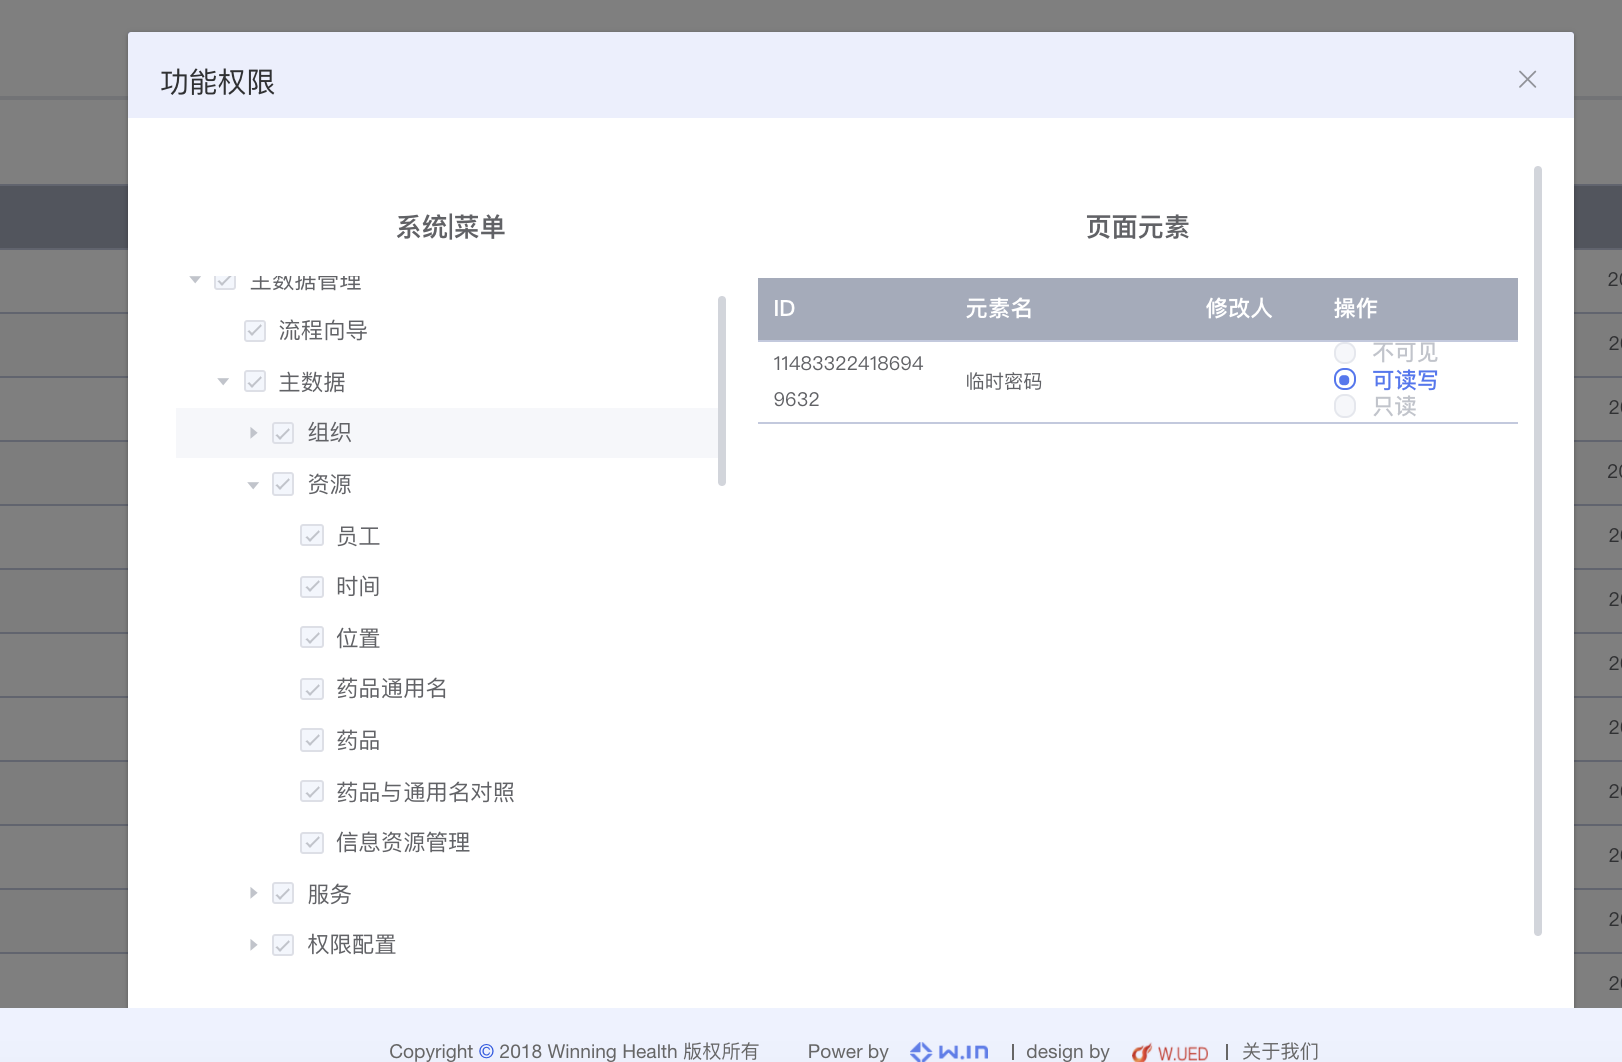 功能权限
系统|菜单
页面元素
主数据管理
流程向导
主数据
组织
资源
员工
时间
位置
药品通用名
药品
药品与通用名对照
信息资源管理
服务
权限配置
ID 元素名 修改人 操作
11483322418694
9632
临时密码
不可见
可读写
只读
Copyright © 2018 Winning Health 版权所有 Power by W.IN | design by W.UED | 关于我们